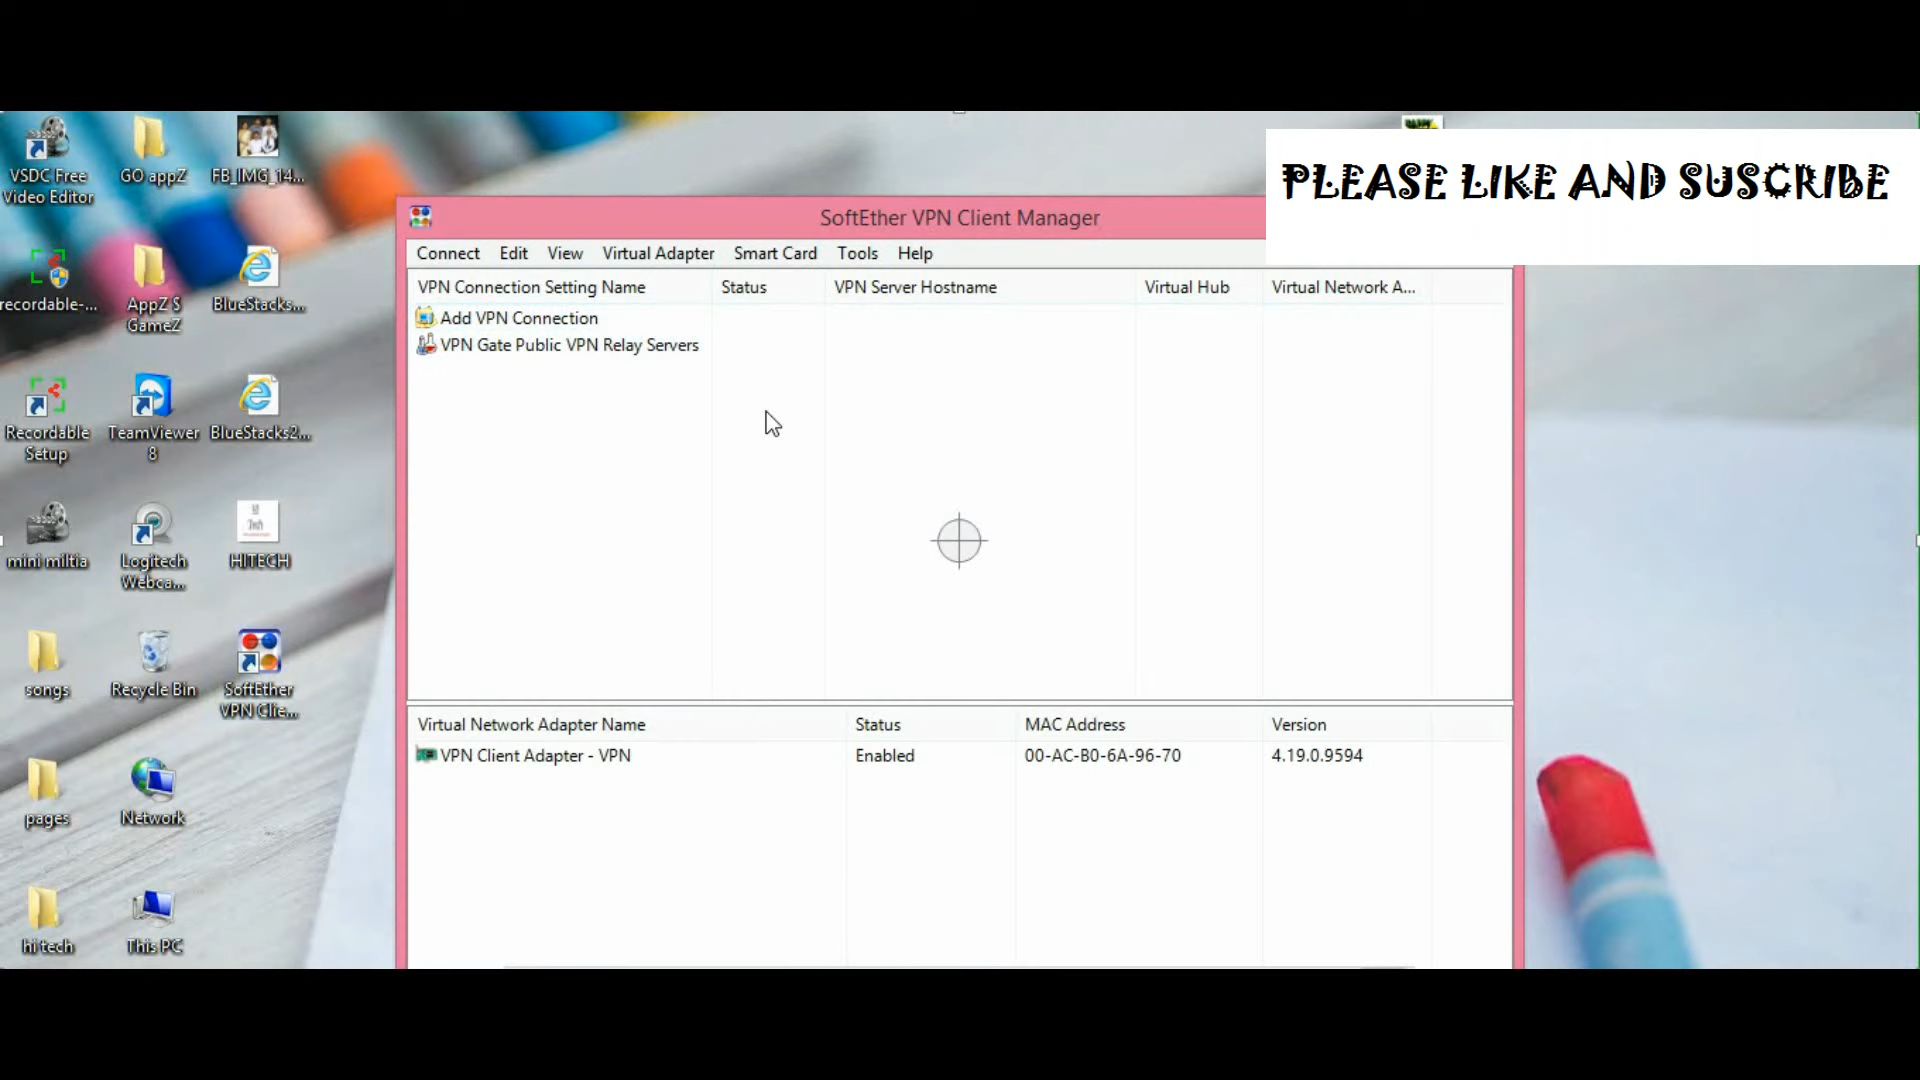 VSDC Free
Video Editor
GO appZ
FB_IMG_14...
recordable-...
AppZ $
GameZ
BlueStacks...
Recordable
Setup
TeamViewer
8
BlueStacks2...
mini miltia
Logitech
Webca...
HITECH
songs
Recycle Bin
SoftEther
VPN Clie...
pages
Network
hi tech
This PC
PLEASE LIKE AND SUSCRIBE
SoftEther VPN Client Manager
Connect Edit View Virtual Adapter Smart Card Tools Help
VPN Connection Setting Name Status VPN Server Hostname Virtual Hub Virtual Network A...
Add VPN Connection
VPN Gate Public VPN Relay Servers
Virtual Network Adapter Name Status MAC Address Version
VPN Client Adapter - VPN Enabled 00-AC-B0-6A-96-70 4.19.0.9594